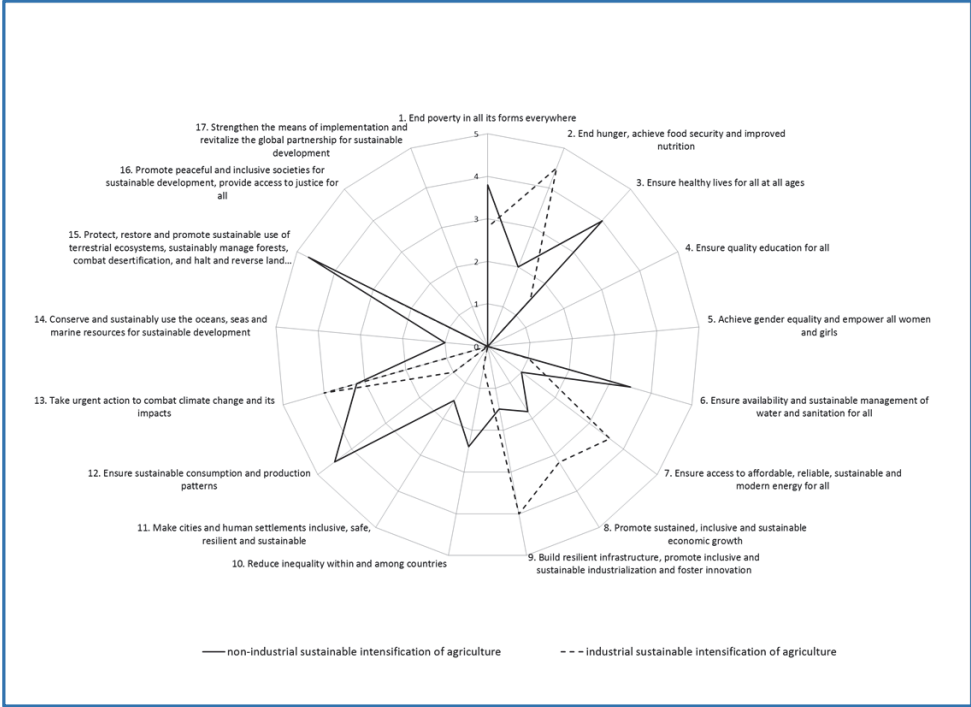 1. End poverty in all its forms everywhere
2. End hunger, achieve food security and improved
nutrition
3. Ensure healthy lives for all at all ages
4. Ensure quality education for all
5. Achieve gender equality and empower all women
and girls
6. Ensure availability and sustainable management of
water and sanitation for all
7. Ensure access to affordable, reliable, sustainable and
modern energy for all
8. Promote sustained, inclusive and sustainable
economic growth
9. Build resilient infrastructure, promote inclusive and
sustainable industrialization and foster innovation
10. Reduce inequality within and among countries
11. Make cities and human settlements inclusive, safe,
resilient and sustainable
12. Ensure sustainable consumption and production
patterns
13. Take urgent action to combat climate change and its
impacts
14. Conserve and sustainably use the oceans, seas and
marine resources for sustainable development
15. Protect, restore and promote sustainable use of
terrestrial ecosystems, sustainably manage forests,
combat desertification, and halt and reverse land...
16. Promote peaceful and inclusive societies for
sustainable development, provide access to justice for
all
17. Strengthen the means of implementation and
revitalize the global partnership for sustainable
development
5
4
3
2
1
0
non-industrial sustainable intensification of agriculture
industrial sustainable intensification of agriculture